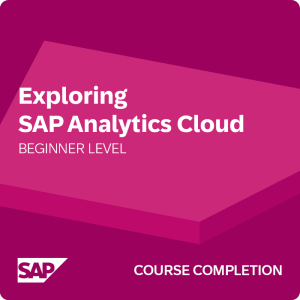 Exploring
SAP Analytics Cloud
BEGINNER LEVEL
SAP
COURSE COMPLETION